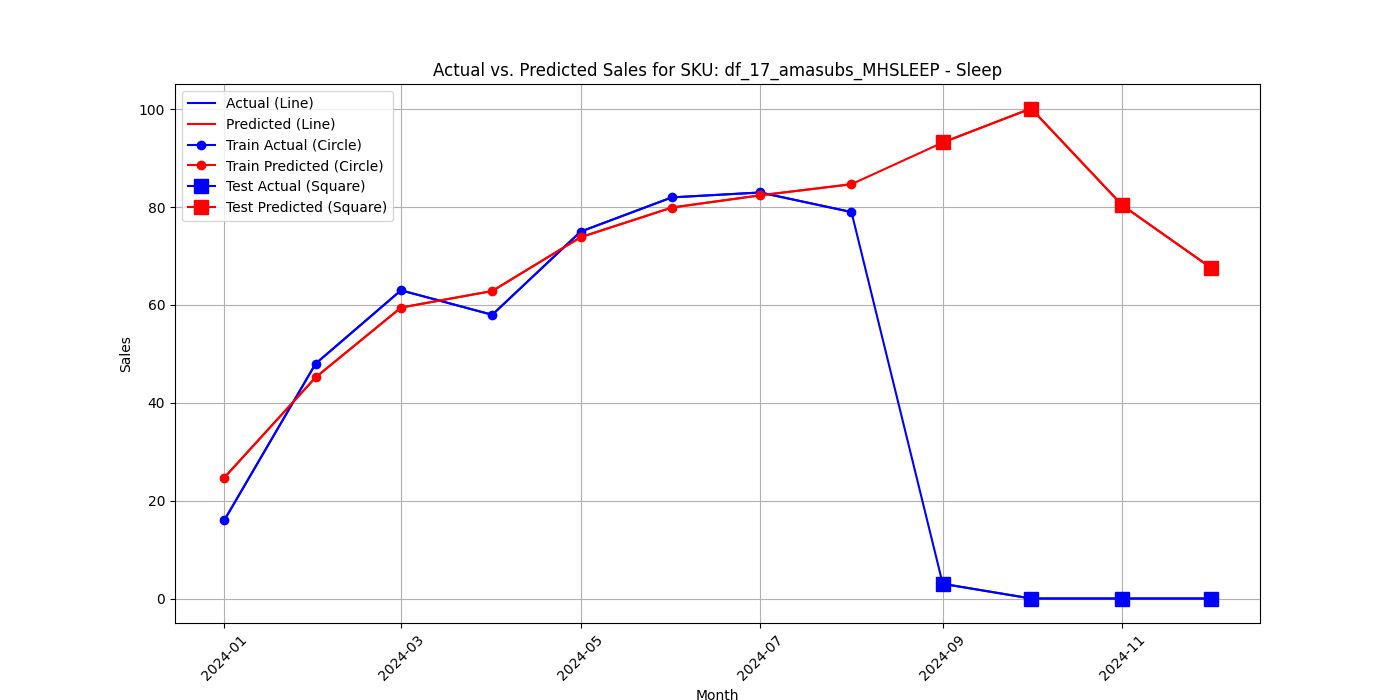 Actual vs. Predicted Sales for SKU: df_17_amasubs_MHSLEEP - Sleep
Actual (Line)
Predicted (Line)
Train Actual (Circle)
Train Predicted (Circle)
Test Actual (Square)
Test Predicted (Square)
100
80
60
40
20
0
Sales
2024-01
2024-03
2024-05
2024-07
2024-09
2024-11
Month